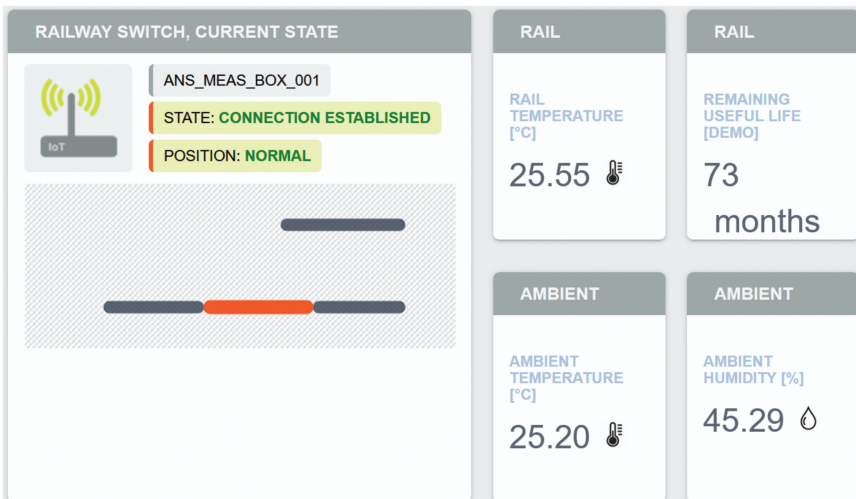 RAILWAY SWITCH, CURRENT STATE
IoT
ANS_MEAS_BOX_001
STATE: CONNECTION ESTABLISHED
POSITION: NORMAL
RAIL
RAIL
TEMPERATURE
[°C]
25.55
RAIL
REMAINING
USEFUL LIFE
[DEMO]
73
months
AMBIENT
AMBIENT
TEMPERATURE
[°C]
25.20
AMBIENT
AMBIENT
HUMIDITY [%]
45.29